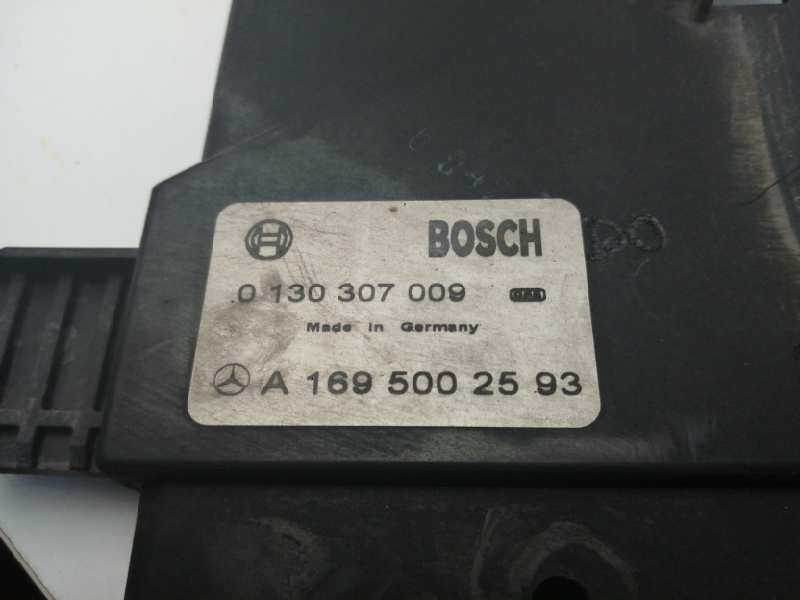 BOSCH
0 130 307 009
Made in Germany
A 169 500 25 93